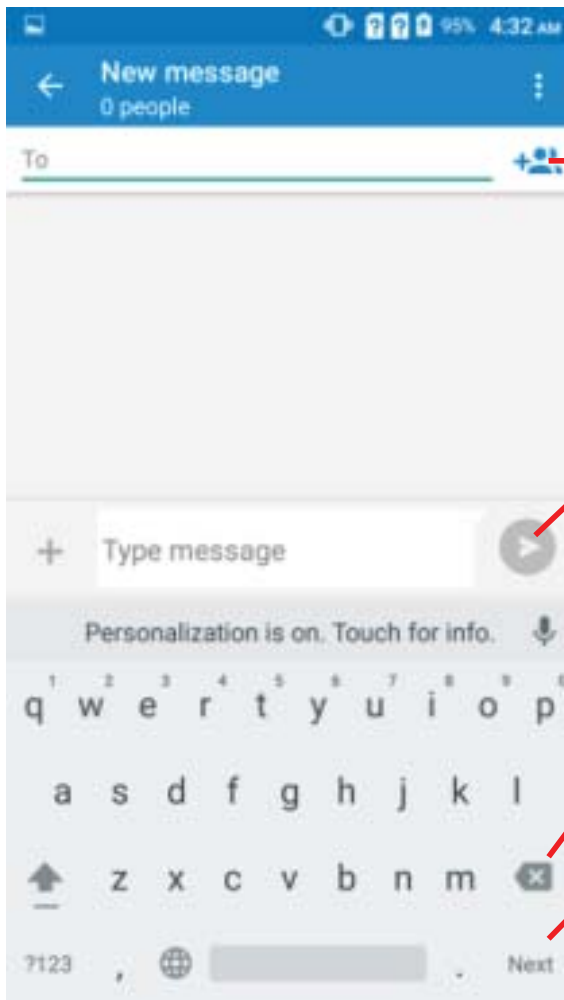 95% 4:32 AM
New message
0 people
To
Type message
Personalization is on. Touch for info.
1 2 3 4 5 6 7 8 9 0
q w e r t y u i o p
a s d f g h j k l
z x c v b n m
?123 , . Next